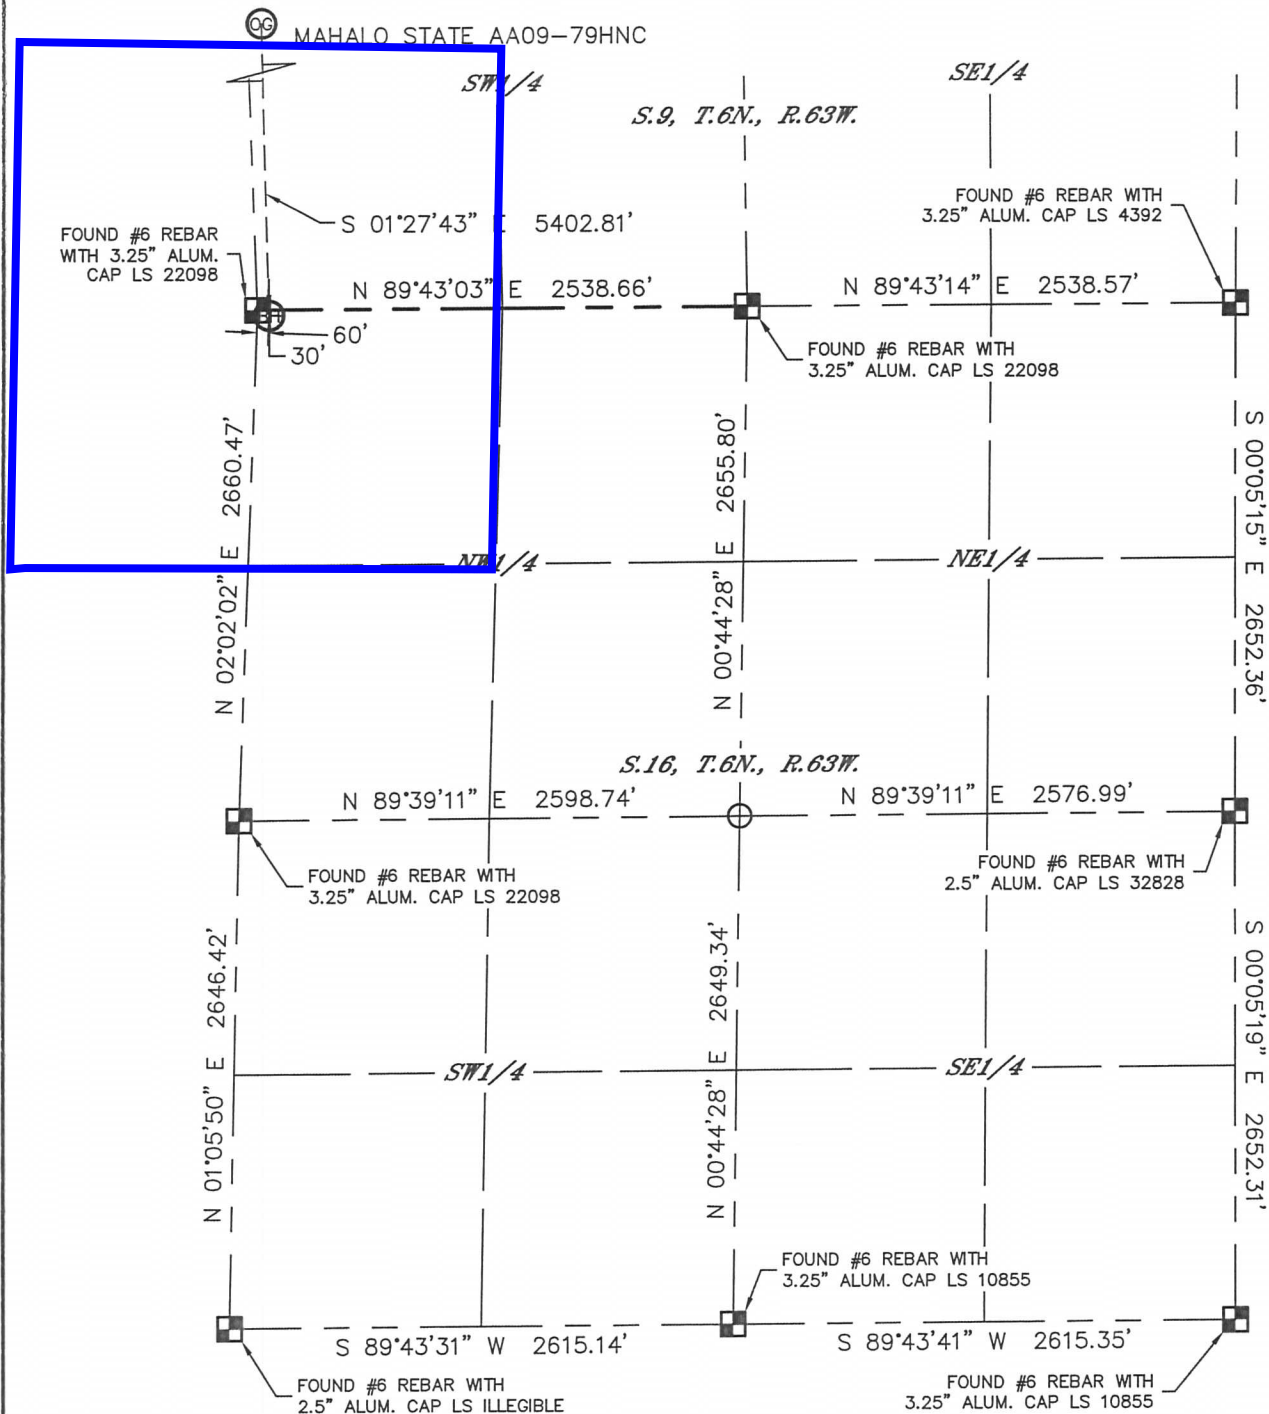 OG
MAHALO STATE AA09-79HNC
SW1/4
SE1/4
S.9, T.6N., R.63W.
S 01°27'43" E 5402.81'
FOUND #6 REBAR
WITH 3.25" ALUM.
CAP LS 22098
FOUND #6 REBAR WITH
3.25" ALUM. CAP LS 4392
N 89°43'03" E 2538.66'
N 89°43'14" E 2538.57'
60'
30'
FOUND #6 REBAR WITH
3.25" ALUM. CAP LS 22098
N 02°02'02" E 2660.47'
N 00°44'28" E 2655.80'
S 00°05'15" E 2652.36'
NW1/4
NE1/4
S.16, T.6N., R.63W.
N 89°39'11" E 2598.74'
N 89°39'11" E 2576.99'
FOUND #6 REBAR WITH
3.25" ALUM. CAP LS 22098
FOUND #6 REBAR WITH
2.5" ALUM. CAP LS 32828
N 01°05'50" E 2646.42'
N 00°44'28" E 2649.34'
S 00°05'19" E 2652.31'
SW1/4
SE1/4
FOUND #6 REBAR WITH
3.25" ALUM. CAP LS 10855
S 89°43'31" W 2615.14'
S 89°43'41" W 2615.35'
FOUND #6 REBAR WITH
2.5" ALUM. CAP LS ILLEGIBLE
FOUND #6 REBAR WITH
3.25" ALUM. CAP LS 10855